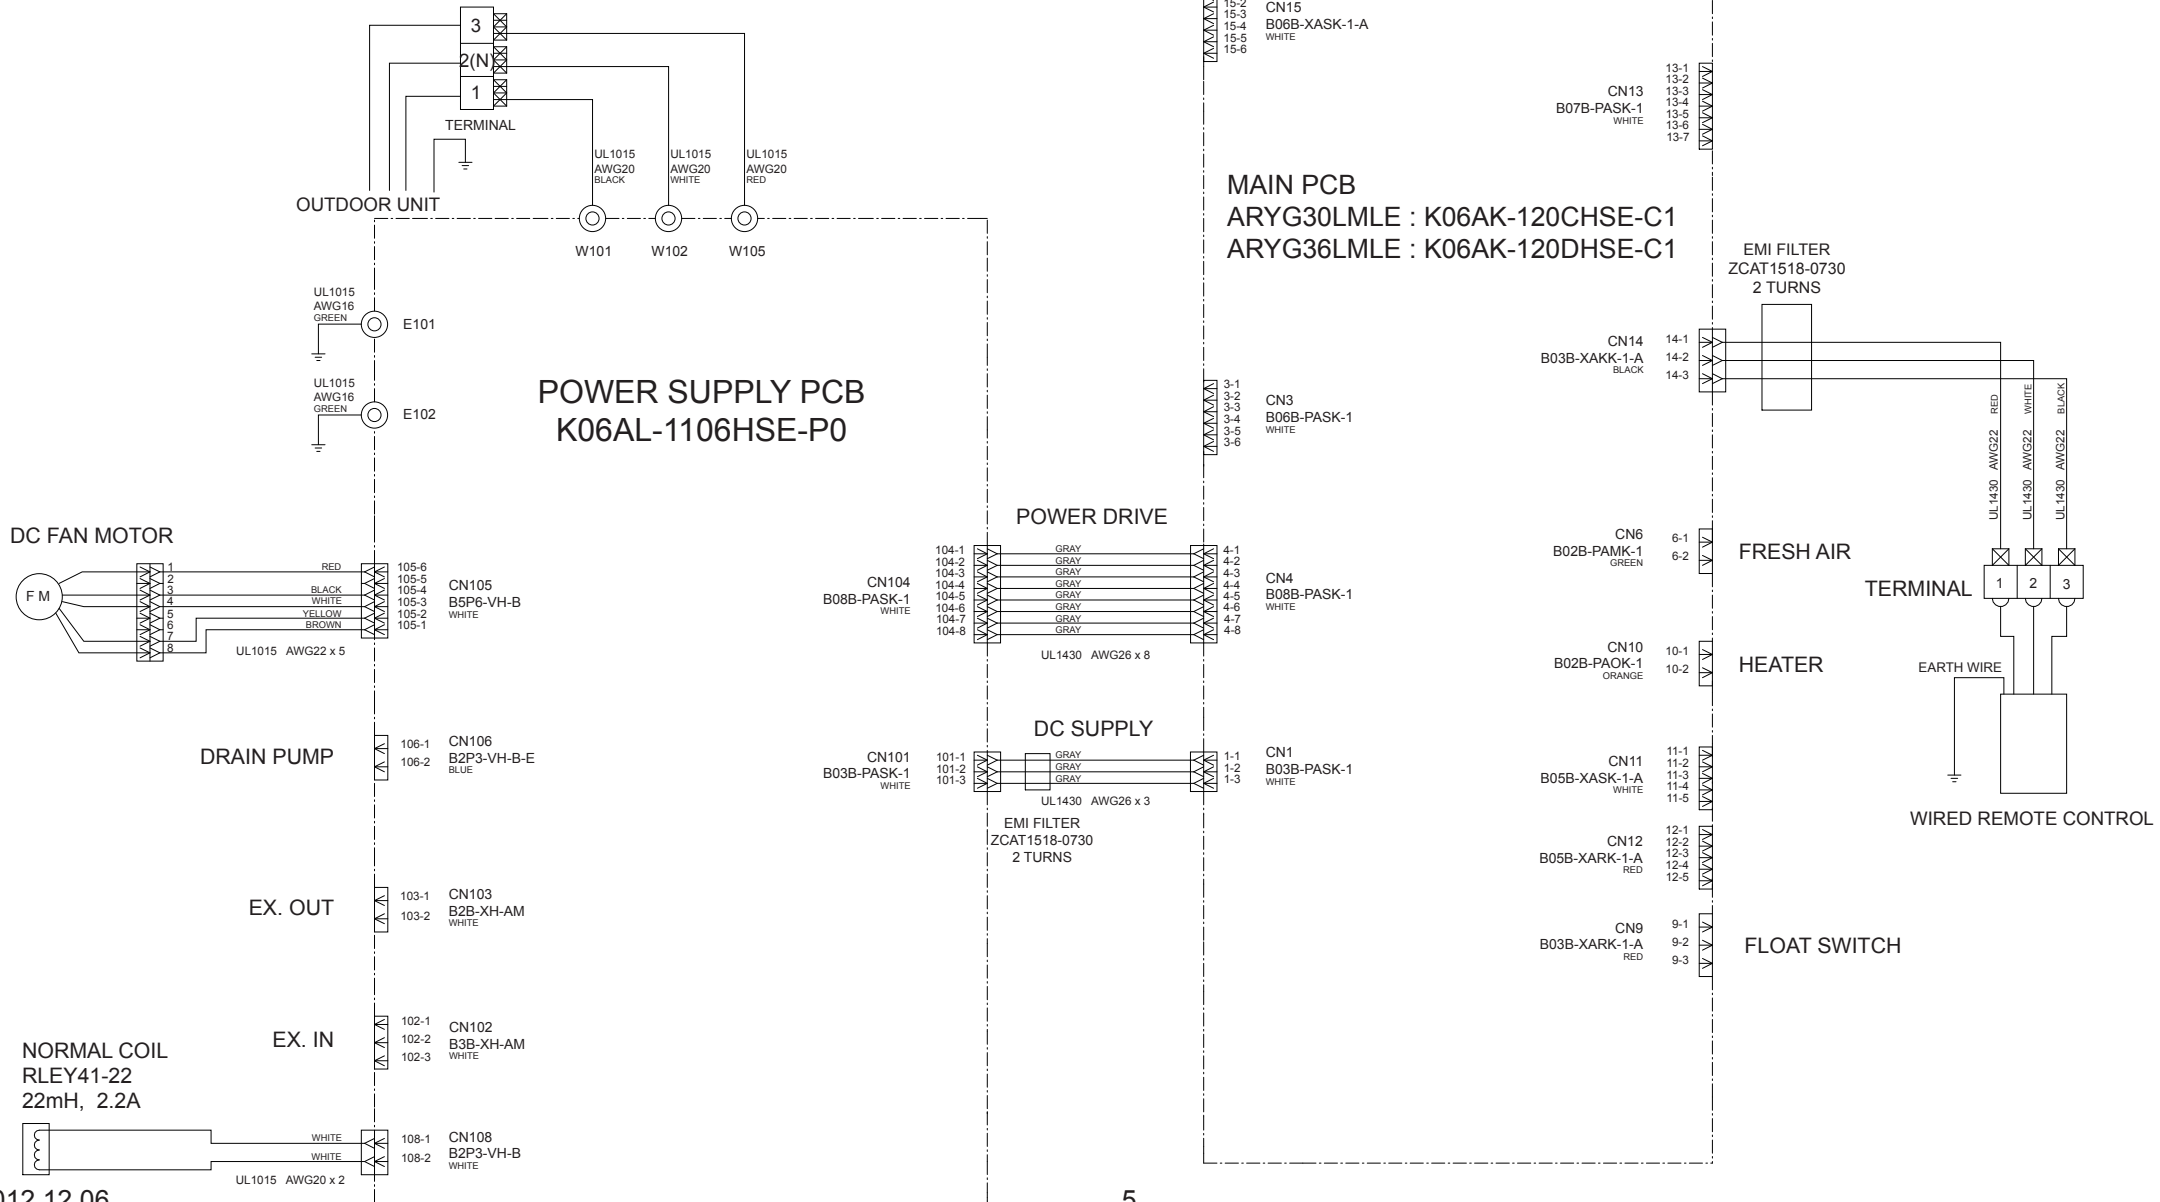 3
2(N)
1
TERMINAL
OUTDOOR UNIT
UL1015
AWG20
BLACK
UL1015
AWG20
WHITE
UL1015
AWG20
RED
W101
W102
W105
UL1015
AWG16
GREEN
E101
UL1015
AWG16
GREEN
E102
POWER SUPPLY PCB
K06AL-1106HSE-P0
DC FAN MOTOR
F M
1
2
3
4
5
6
7
8
RED
BLACK
WHITE
YELLOW
BROWN
UL1015 AWG22 x 5
105-6
105-5
105-4
105-3
105-2
105-1
CN105
B5P6-VH-B
WHITE
DRAIN PUMP
106-1
106-2
CN106
B2P3-VH-B-E
BLUE
EX. OUT
103-1
103-2
CN103
B2B-XH-AM
WHITE
EX. IN
102-1
102-2
102-3
CN102
B3B-XH-AM
WHITE
NORMAL COIL
RLEY41-22
22mH, 2.2A
WHITE
WHITE
UL1015 AWG20 x 2
108-1
108-2
CN108
B2P3-VH-B
WHITE
POWER DRIVE
CN104
B08B-PASK-1
WHITE
104-1
104-2
104-3
104-4
104-5
104-6
104-7
104-8
GRAY
GRAY
GRAY
GRAY
GRAY
GRAY
GRAY
GRAY
UL1430 AWG26 x 8
4-1
4-2
4-3
4-4
4-5
4-6
4-7
4-8
CN4
B08B-PASK-1
WHITE
DC SUPPLY
CN101
B03B-PASK-1
WHITE
101-1
101-2
101-3
GRAY
GRAY
GRAY
UL1430 AWG26 x 3
EMI FILTER
ZCAT1518-0730
2 TURNS
1-1
1-2
1-3
CN1
B03B-PASK-1
WHITE
15-2
15-3
15-4
15-5
15-6
CN15
B06B-XASK-1-A
WHITE
CN13
B07B-PASK-1
WHITE
13-1
13-2
13-3
13-4
13-5
13-6
13-7
MAIN PCB
ARYG30LMLE : K06AK-120CHSE-C1
ARYG36LMLE : K06AK-120DHSE-C1
3-1
3-2
3-3
3-4
3-5
3-6
CN3
B06B-PASK-1
WHITE
EMI FILTER
ZCAT1518-0730
2 TURNS
CN14
B03B-XAKK-1-A
BLACK
14-1
14-2
14-3
UL1430 AWG22 RED
UL1430 AWG22 WHITE
UL1430 AWG22 BLACK
CN6
B02B-PAMK-1
GREEN
6-1
6-2
FRESH AIR
TERMINAL
1
2
3
CN10
B02B-PAOK-1
ORANGE
10-1
10-2
HEATER
EARTH WIRE
WIRED REMOTE CONTROL
CN11
B05B-XASK-1-A
WHITE
11-1
11-2
11-3
11-4
11-5
CN12
B05B-XARK-1-A
RED
12-1
12-2
12-3
12-4
12-5
CN9
B03B-XARK-1-A
RED
9-1
9-2
9-3
FLOAT SWITCH
012.12.06
5